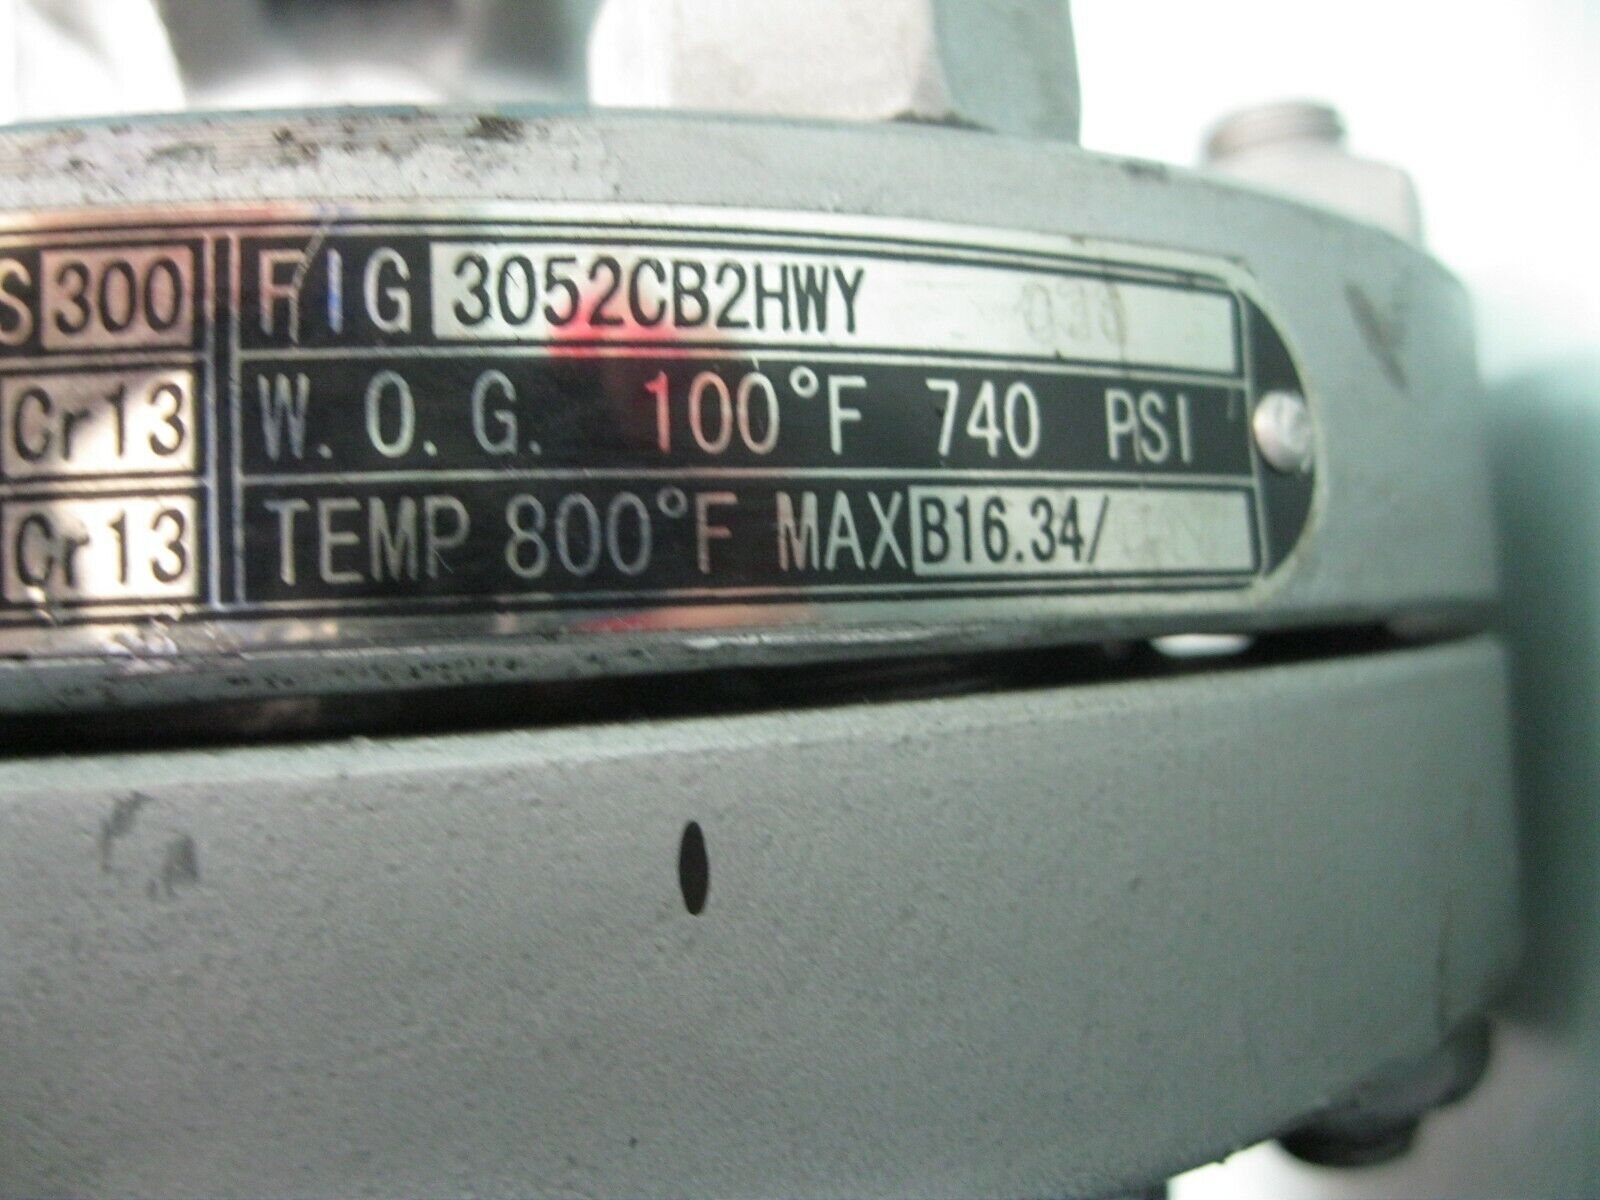 S 300 FIG 3052CB2HWY
Cr13 W.O.G. 100°F 740 PSI
Cr13 TEMP 800°F MAX B16.34/